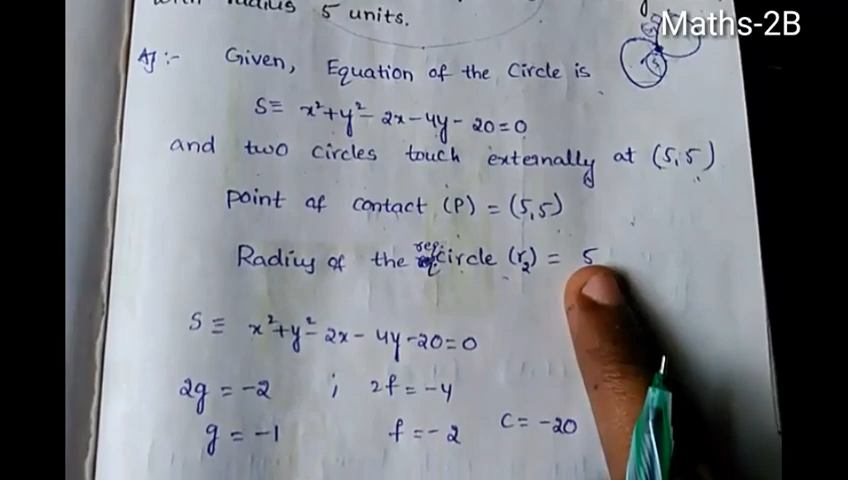 with radius 5 units.
Maths-2B
A) :- Given, Equation of the Circle is
S≡ x²+y²-2x-4y-20=0
and two circles touch externally at (5,5)
point of contact (P) = (5,5)
Radius of the req circle (r₂) = 5
S ≡ x²+y²-2x-4y-20=0
2g = -2 ; 2f = -4
g = -1 f = -2 C = -20